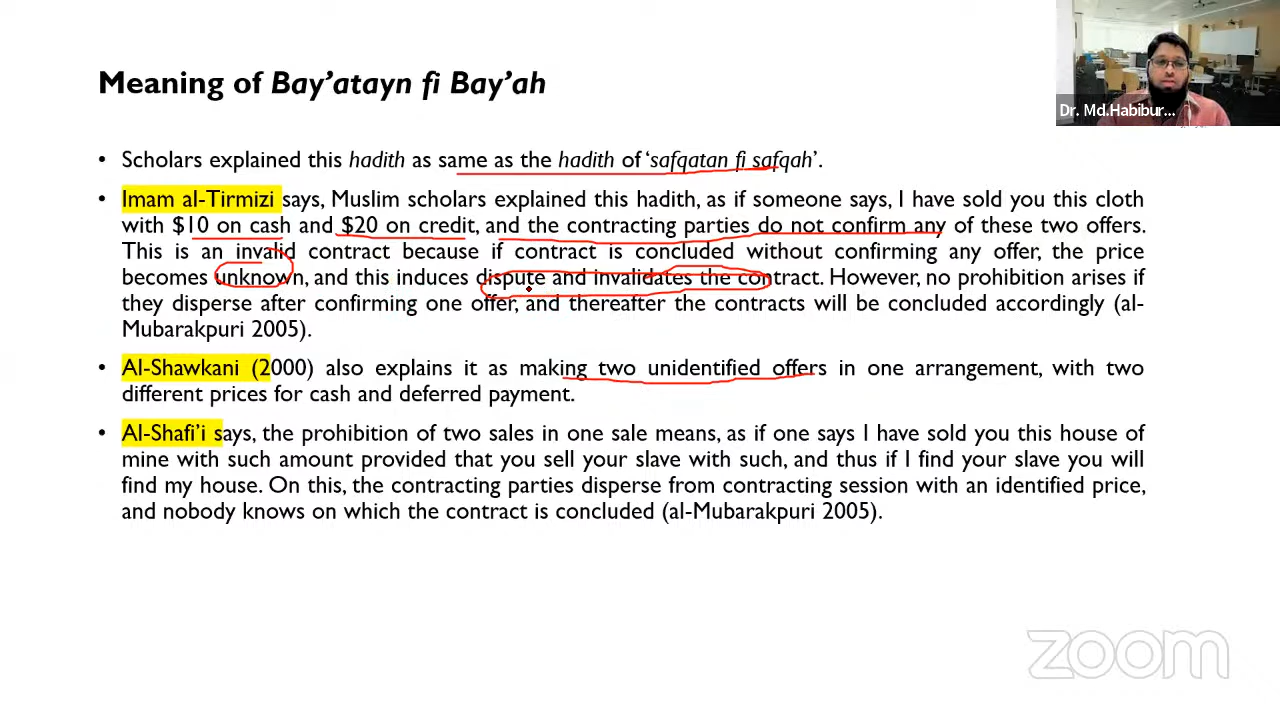 Dr. Md.Habibur...
Meaning of Bay'atayn fi Bay'ah
• Scholars explained this hadith as same as the hadith of 'safqatan fi safqah'.
• Imam al-Tirmizi says, Muslim scholars explained this hadith, as if someone says, I have sold you this cloth
with $10 on cash and $20 on credit, and the contracting parties do not confirm any of these two offers.
This is an invalid contract because if contract is concluded without confirming any offer, the price
becomes unknown, and this induces dispute and invalidates the contract. However, no prohibition arises if
they disperse after confirming one offer, and thereafter the contracts will be concluded accordingly (al-
Mubarakpuri 2005).
• Al-Shawkani (2000) also explains it as making two unidentified offers in one arrangement, with two
different prices for cash and deferred payment.
• Al-Shafi'i says, the prohibition of two sales in one sale means, as if one says I have sold you this house of
mine with such amount provided that you sell your slave with such, and thus if I find your slave you will
find my house. On this, the contracting parties disperse from contracting session with an identified price,
and nobody knows on which the contract is concluded (al-Mubarakpuri 2005).
zoom